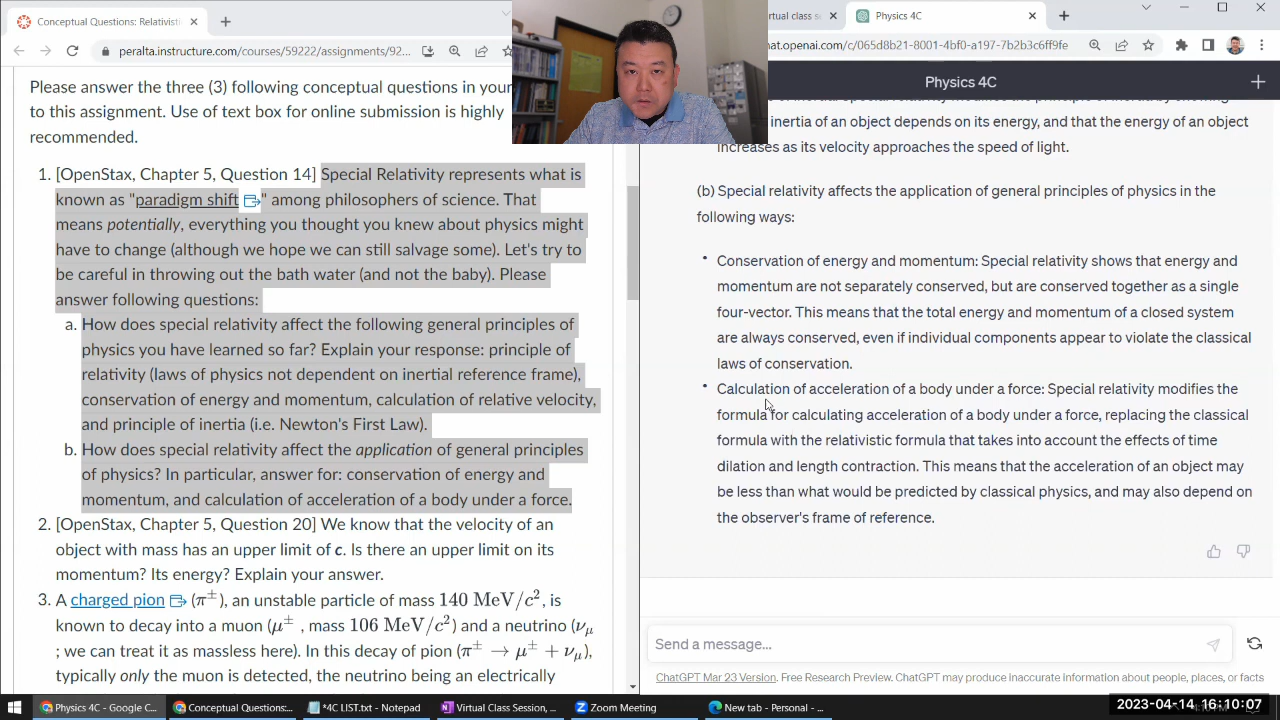 Conceptual Questions: Relativist
peralta.instructure.com/courses/59222/assignments/92...
Please answer the three (3) following conceptual questions in your
to this assignment. Use of text box for online submission is highly
recommended.
1. [OpenStax, Chapter 5, Question 14] Special Relativity represents what is
known as "paradigm shift " among philosophers of science. That
means potentially, everything you thought you knew about physics might
have to change (although we hope we can still salvage some). Let's try to
be careful in throwing out the bath water (and not the baby). Please
answer following questions:
a. How does special relativity affect the following general principles of
physics you have learned so far? Explain your response: principle of
relativity (laws of physics not dependent on inertial reference frame),
conservation of energy and momentum, calculation of relative velocity,
and principle of inertia (i.e. Newton's First Law).
b. How does special relativity affect the application of general principles
of physics? In particular, answer for: conservation of energy and
momentum, and calculation of acceleration of a body under a force.
2. [OpenStax, Chapter 5, Question 20] We know that the velocity of an
object with mass has an upper limit of c. Is there an upper limit on its
momentum? Its energy? Explain your answer.
3. A charged pion (π±), an unstable particle of mass 140 MeV/c², is
known to decay into a muon (μ± , mass 106 MeV/c²) and a neutrino (νμ
; we can treat it as massless here). In this decay of pion (π± → μ± + νμ),
typically only the muon is detected, the neutrino being an electrically
rtual class s
Physics 4C
hat.openai.com/c/065d8b21-8001-4bf0-a197-7b2b3c6ff9fe
Physics 4C
inertia of an object depends on its energy, and that the energy of an object
increases as its velocity approaches the speed of light.
(b) Special relativity affects the application of general principles of physics in the
following ways:
• Conservation of energy and momentum: Special relativity shows that energy and
momentum are not separately conserved, but are conserved together as a single
four-vector. This means that the total energy and momentum of a closed system
are always conserved, even if individual components appear to violate the classical
laws of conservation.
• Calculation of acceleration of a body under a force: Special relativity modifies the
formula for calculating acceleration of a body under a force, replacing the classical
formula with the relativistic formula that takes into account the effects of time
dilation and length contraction. This means that the acceleration of an object may
be less than what would be predicted by classical physics, and may also depend on
the observer's frame of reference.
Send a message...
ChatGPT Mar 23 Version. Free Research Preview. ChatGPT may produce inaccurate information about people, places, or facts
Physics 4C - Google C...
Conceptual Questions...
*4C LIST.txt - Notepad
Virtual Class Session, ...
Zoom Meeting
New tab - Personal - ...
2023-04-14 16:10:07